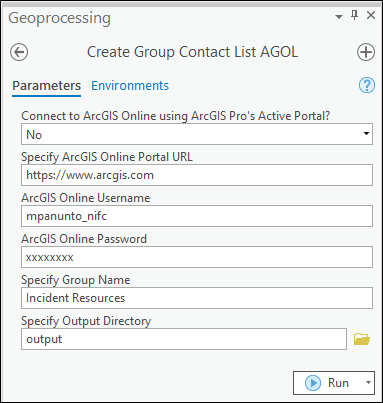 Geoprocessing
Create Group Contact List AGOL
Parameters Environments
?
Connect to ArcGIS Online using ArcGIS Pro's Active Portal?
No
Specify ArcGIS Online Portal URL
https://www.arcgis.com
ArcGIS Online Username
mpanunto_nifc
ArcGIS Online Password
xxxxxxxx
Specify Group Name
Incident Resources
Specify Output Directory
output
Run